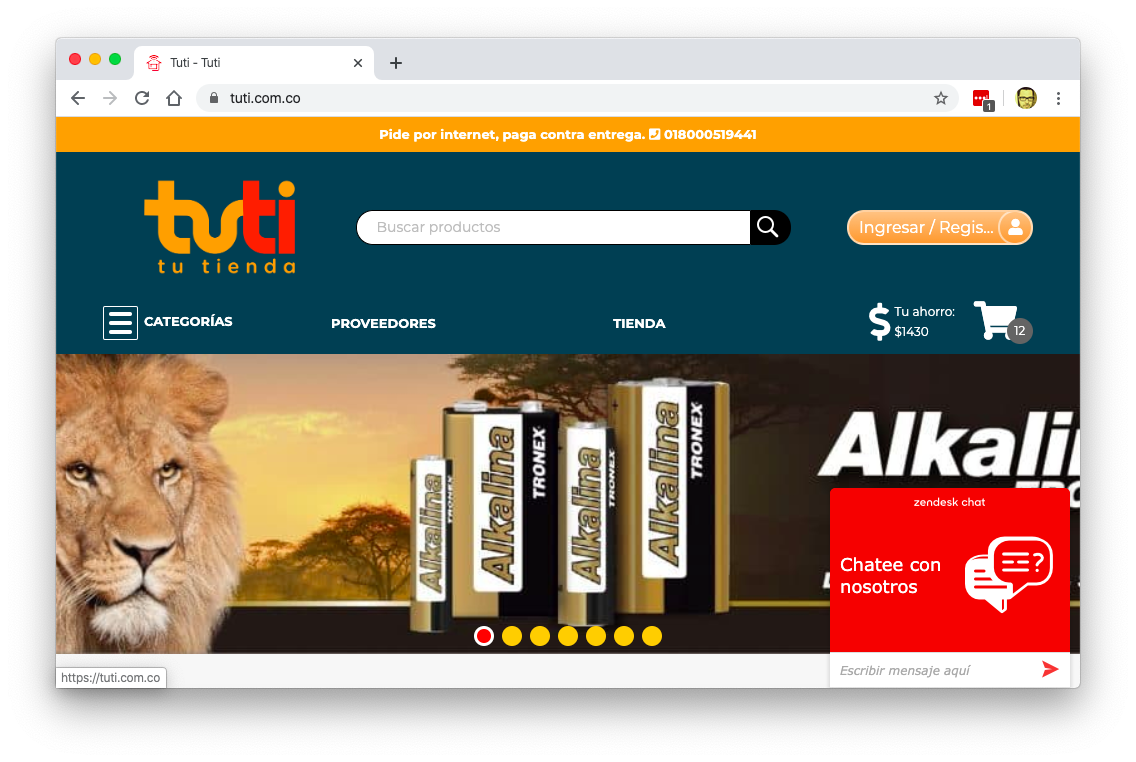 Tuti - Tuti
tuti.com.co
1
Pide por internet, paga contra entrega. 018000519441
tuti
tu tienda
Buscar productos
Ingresar / Regis...
CATEGORÍAS
PROVEEDORES
TIENDA
Tu ahorro:
$1430
12
Alkalina
TRONEX
Alkalina
TRONEX
Alkalina
TRONEX
Alkalina
TRONEX
Alkali
zendesk chat
Chatee con
nosotros
Escribir mensaje aquí
https://tuti.com.co